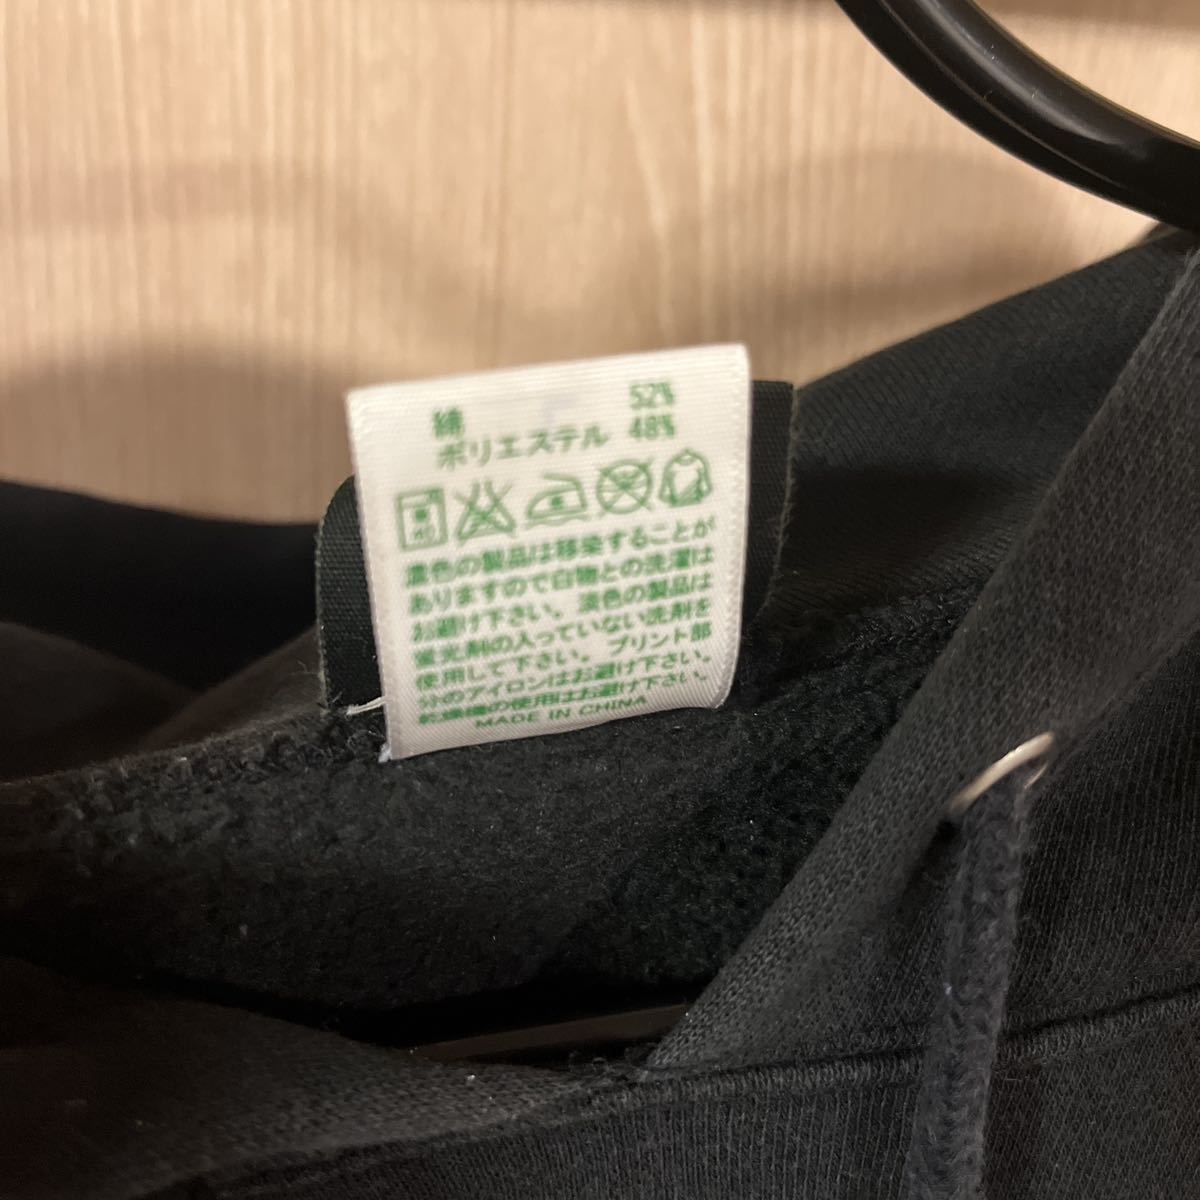 綿 52%
ポリエステル 48%
濃色の製品は移染することが
ありますので白物との洗濯は
お避け下さい。淡色の製品は
蛍光剤の入っていない洗剤を
使用して下さい。プリント部
分のアイロンはお避け下さい。
乾燥機の使用はお避け下さい。
MADE IN CHINA